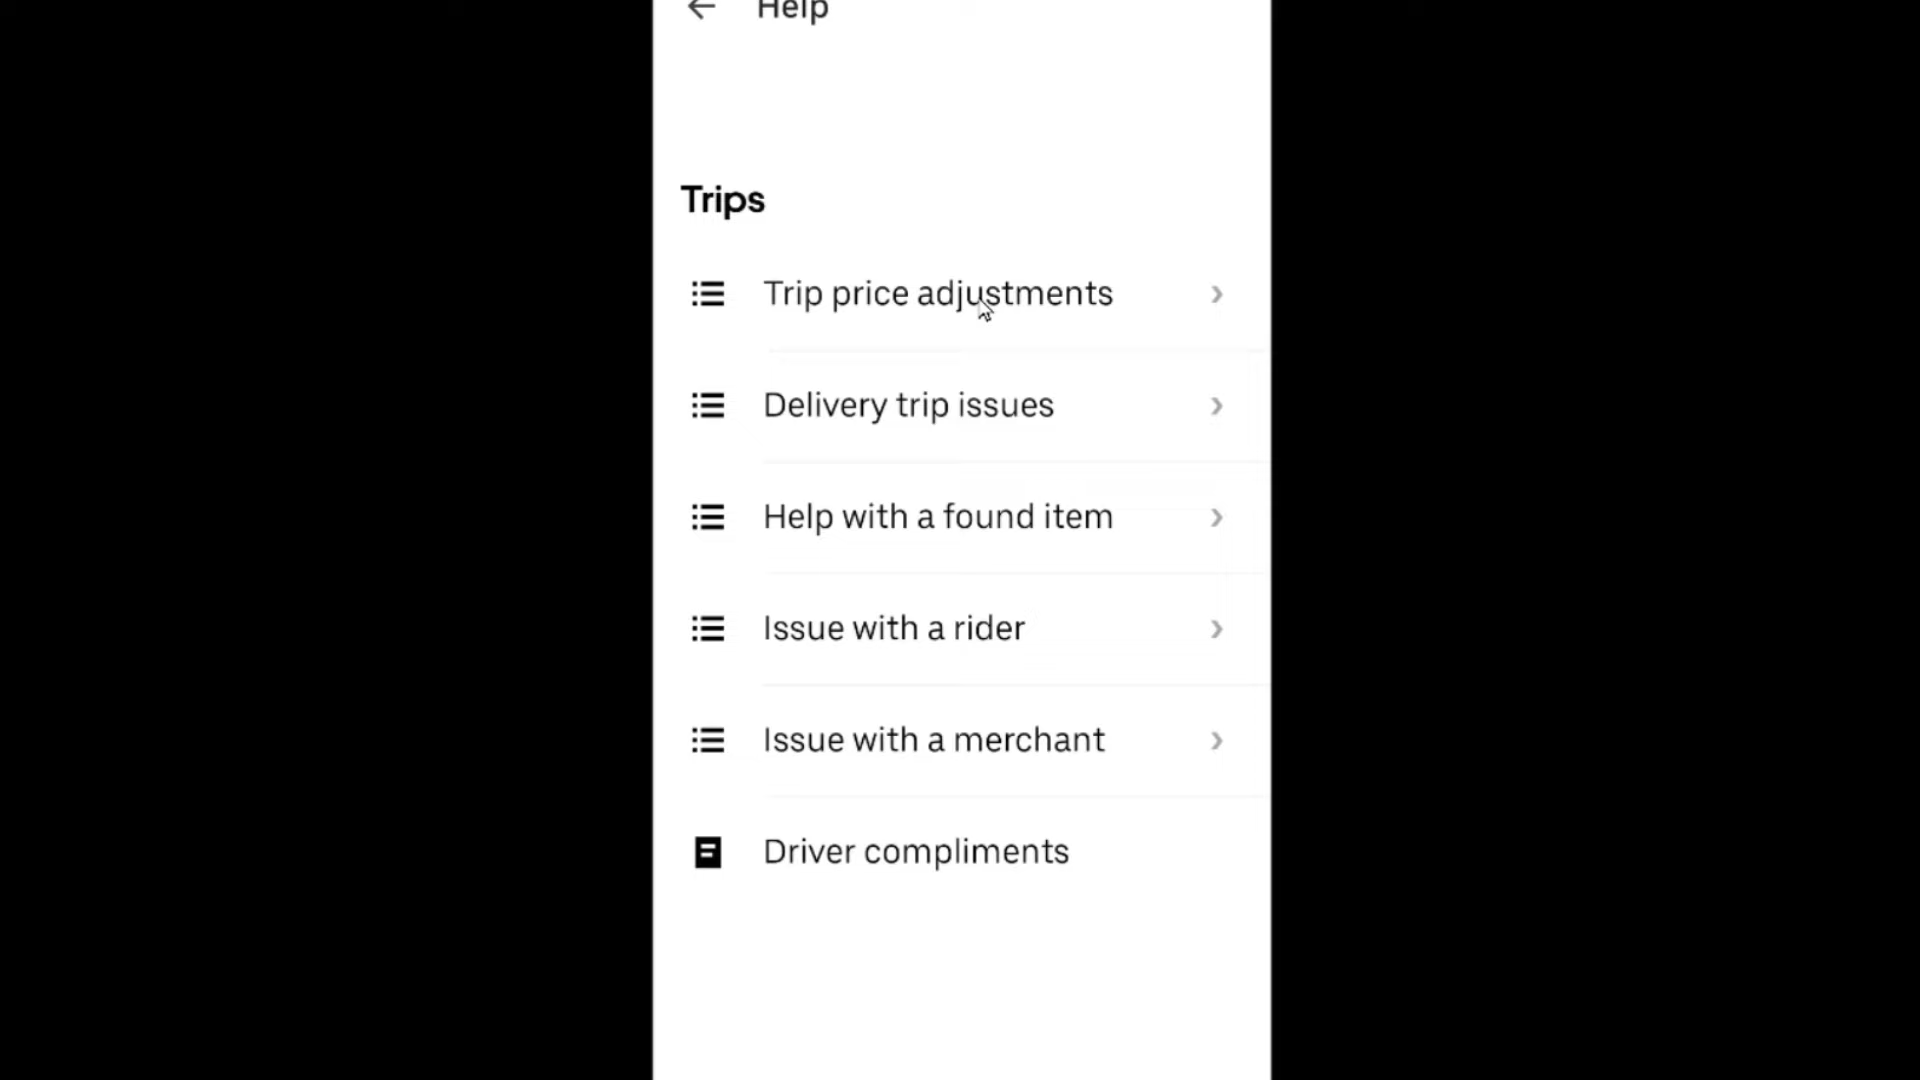 Help
Trips
Trip price adjustments
Delivery trip issues
Help with a found item
Issue with a rider
Issue with a merchant
Driver compliments